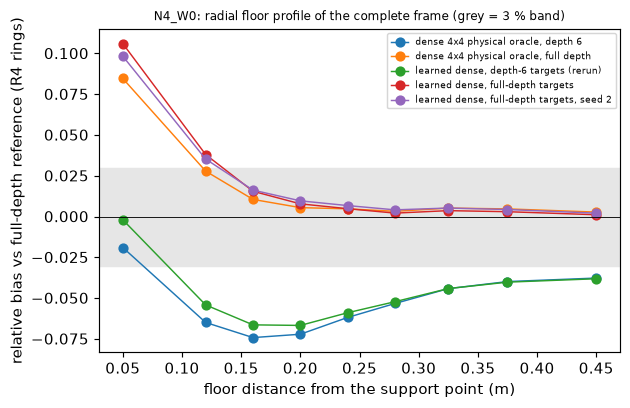 N4_W0: radial floor profile of the complete frame (grey = 3 % band)
relative bias vs full-depth reference (R4 rings)
0.100
0.075
0.050
0.025
0.000
−0.025
−0.050
−0.075
dense 4x4 physical oracle, depth 6
dense 4x4 physical oracle, full depth
learned dense, depth-6 targets (rerun)
learned dense, full-depth targets
learned dense, full-depth targets, seed 2
0.05 0.10 0.15 0.20 0.25 0.30 0.35 0.40 0.45
floor distance from the support point (m)